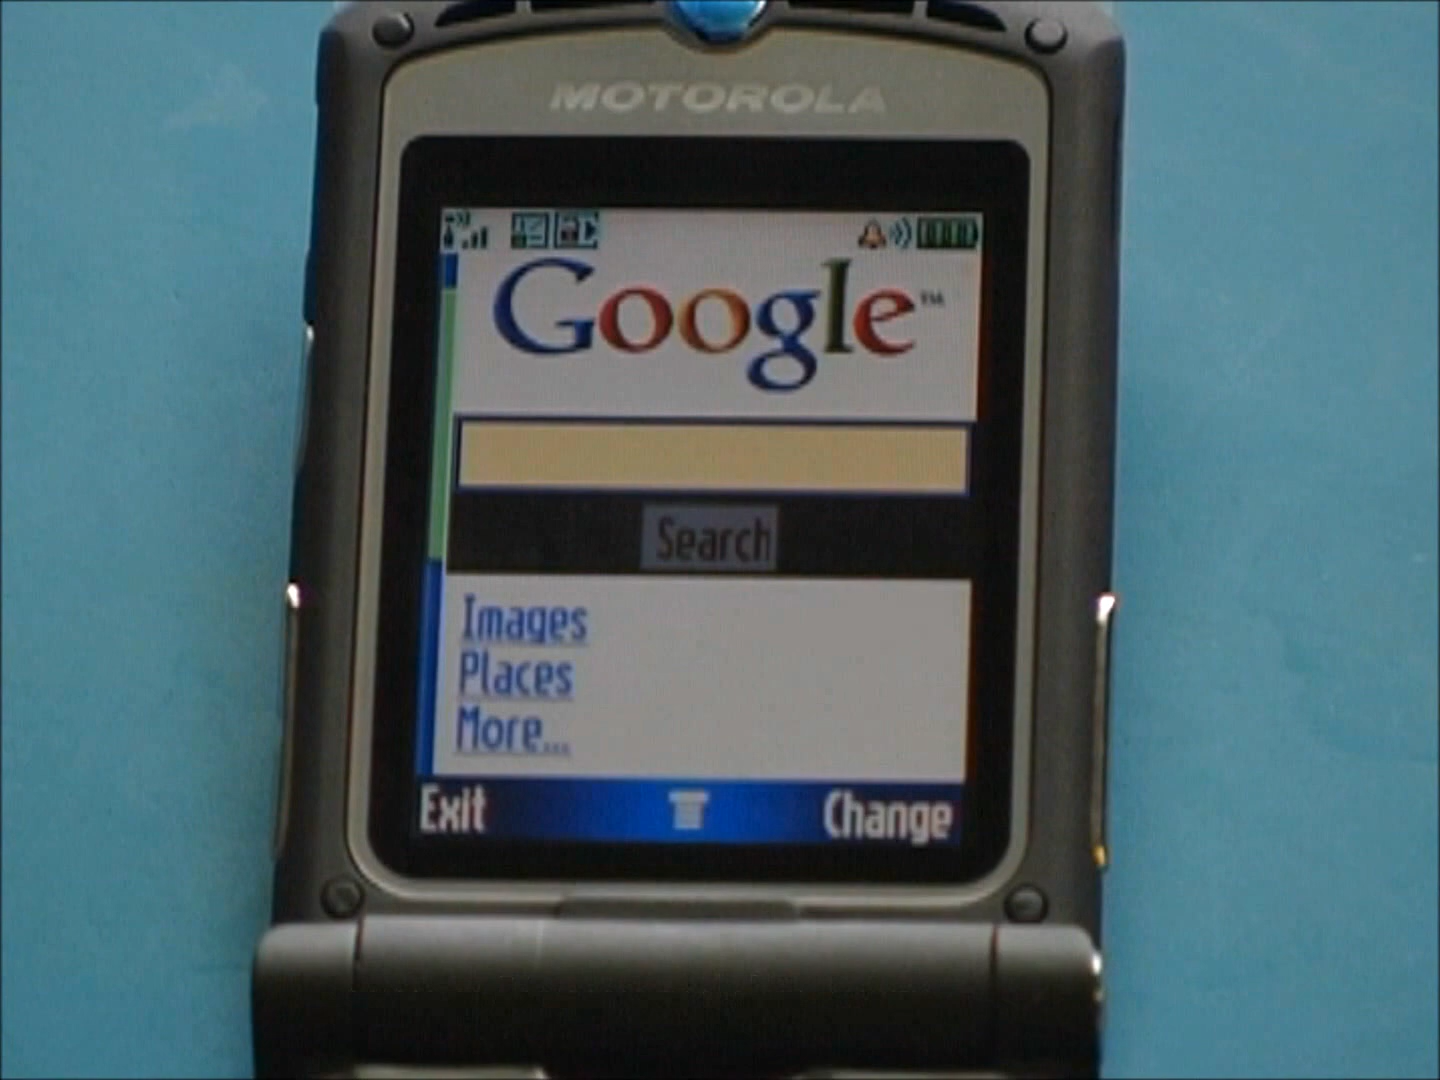 MOTOROLA
Google™
Search
Images
Places
More...
Exit
Change